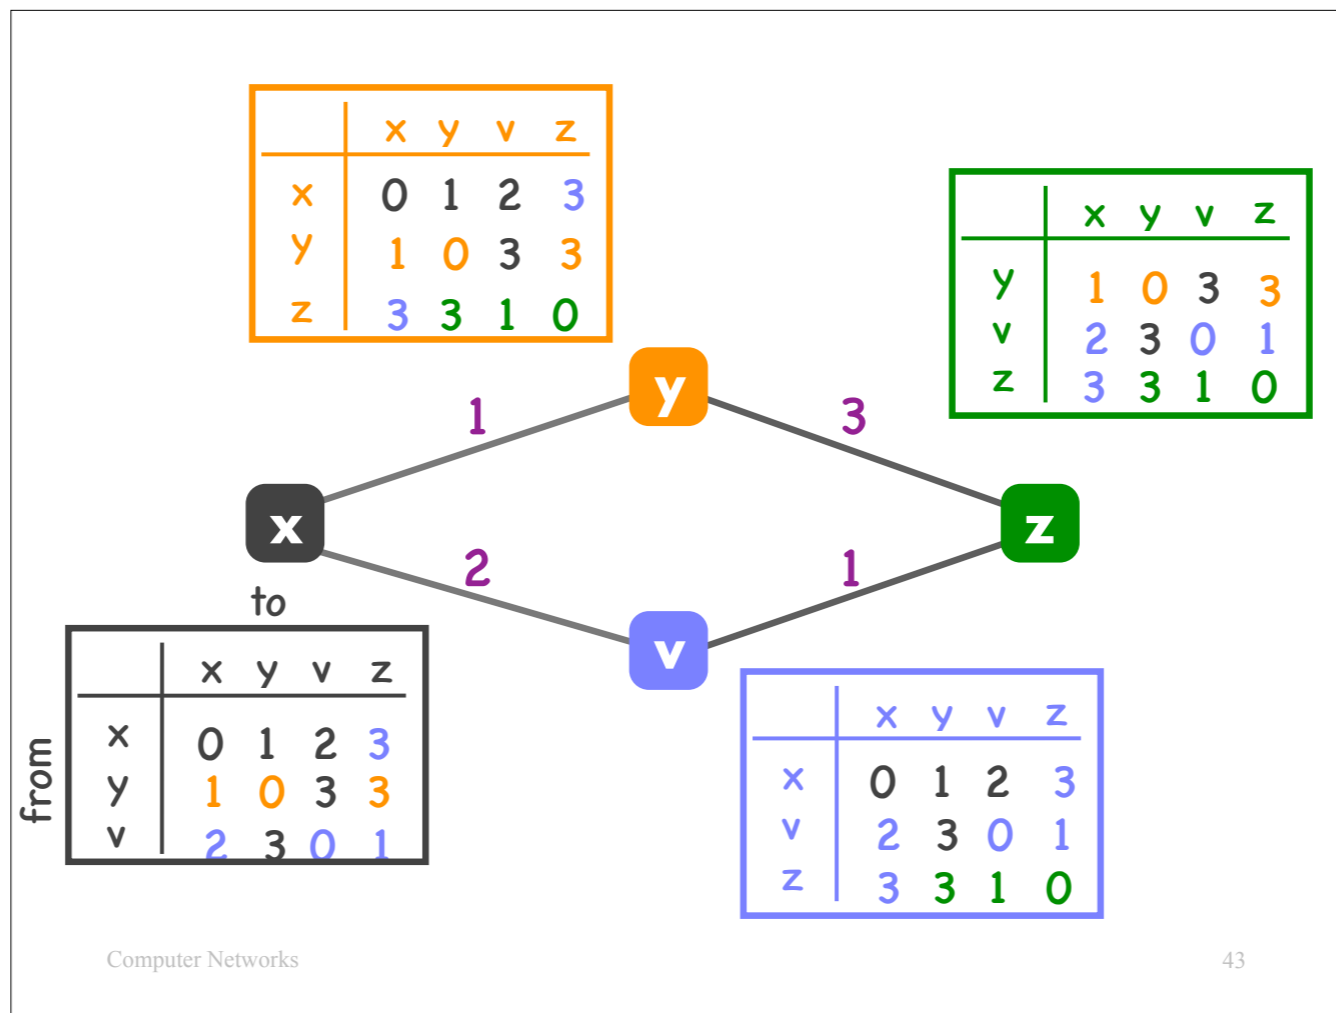 x y v z
x 0 1 2 3
y 1 0 3 3
z 3 3 1 0
x y v z
y 1 0 3 3
v 2 3 0 1
z 3 3 1 0
y
1
3
x
z
2
1
v
to
from
x y v z
x 0 1 2 3
y 1 0 3 3
v 2 3 0 1
x y v z
x 0 1 2 3
v 2 3 0 1
z 3 3 1 0
Computer Networks
43